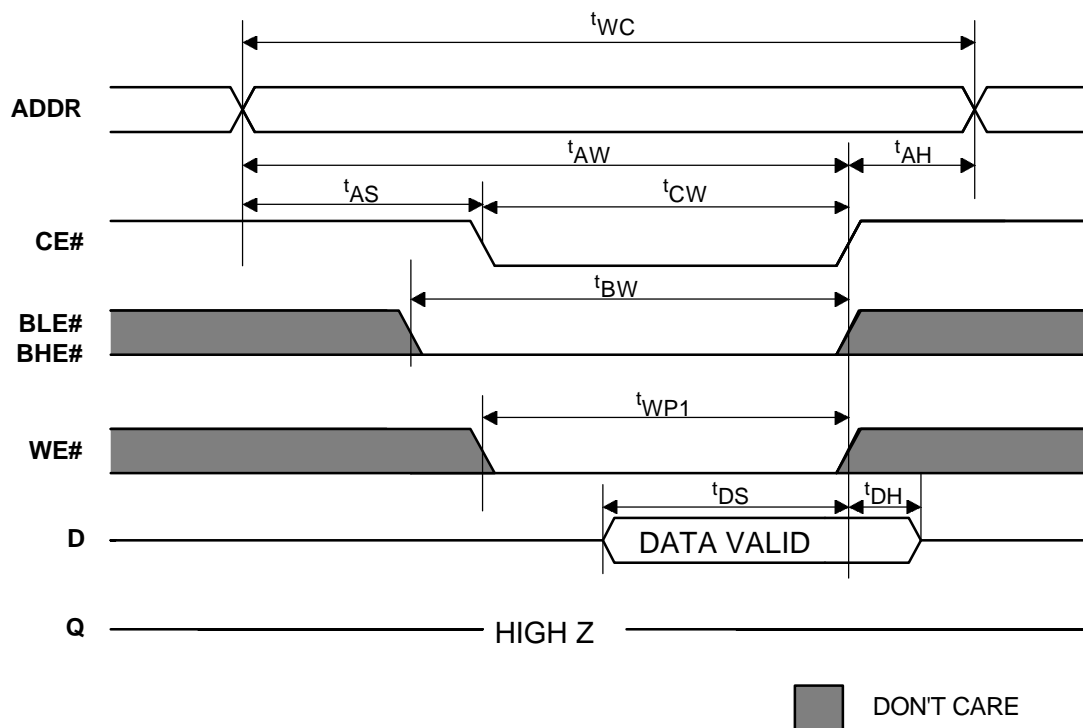 tWC
ADDR
tAW
tAH
tAS
tCW
CE#
tBW
BLE#
BHE#
tWP1
WE#
tDS
tDH
D
DATA VALID
Q
HIGH Z
DON'T CARE